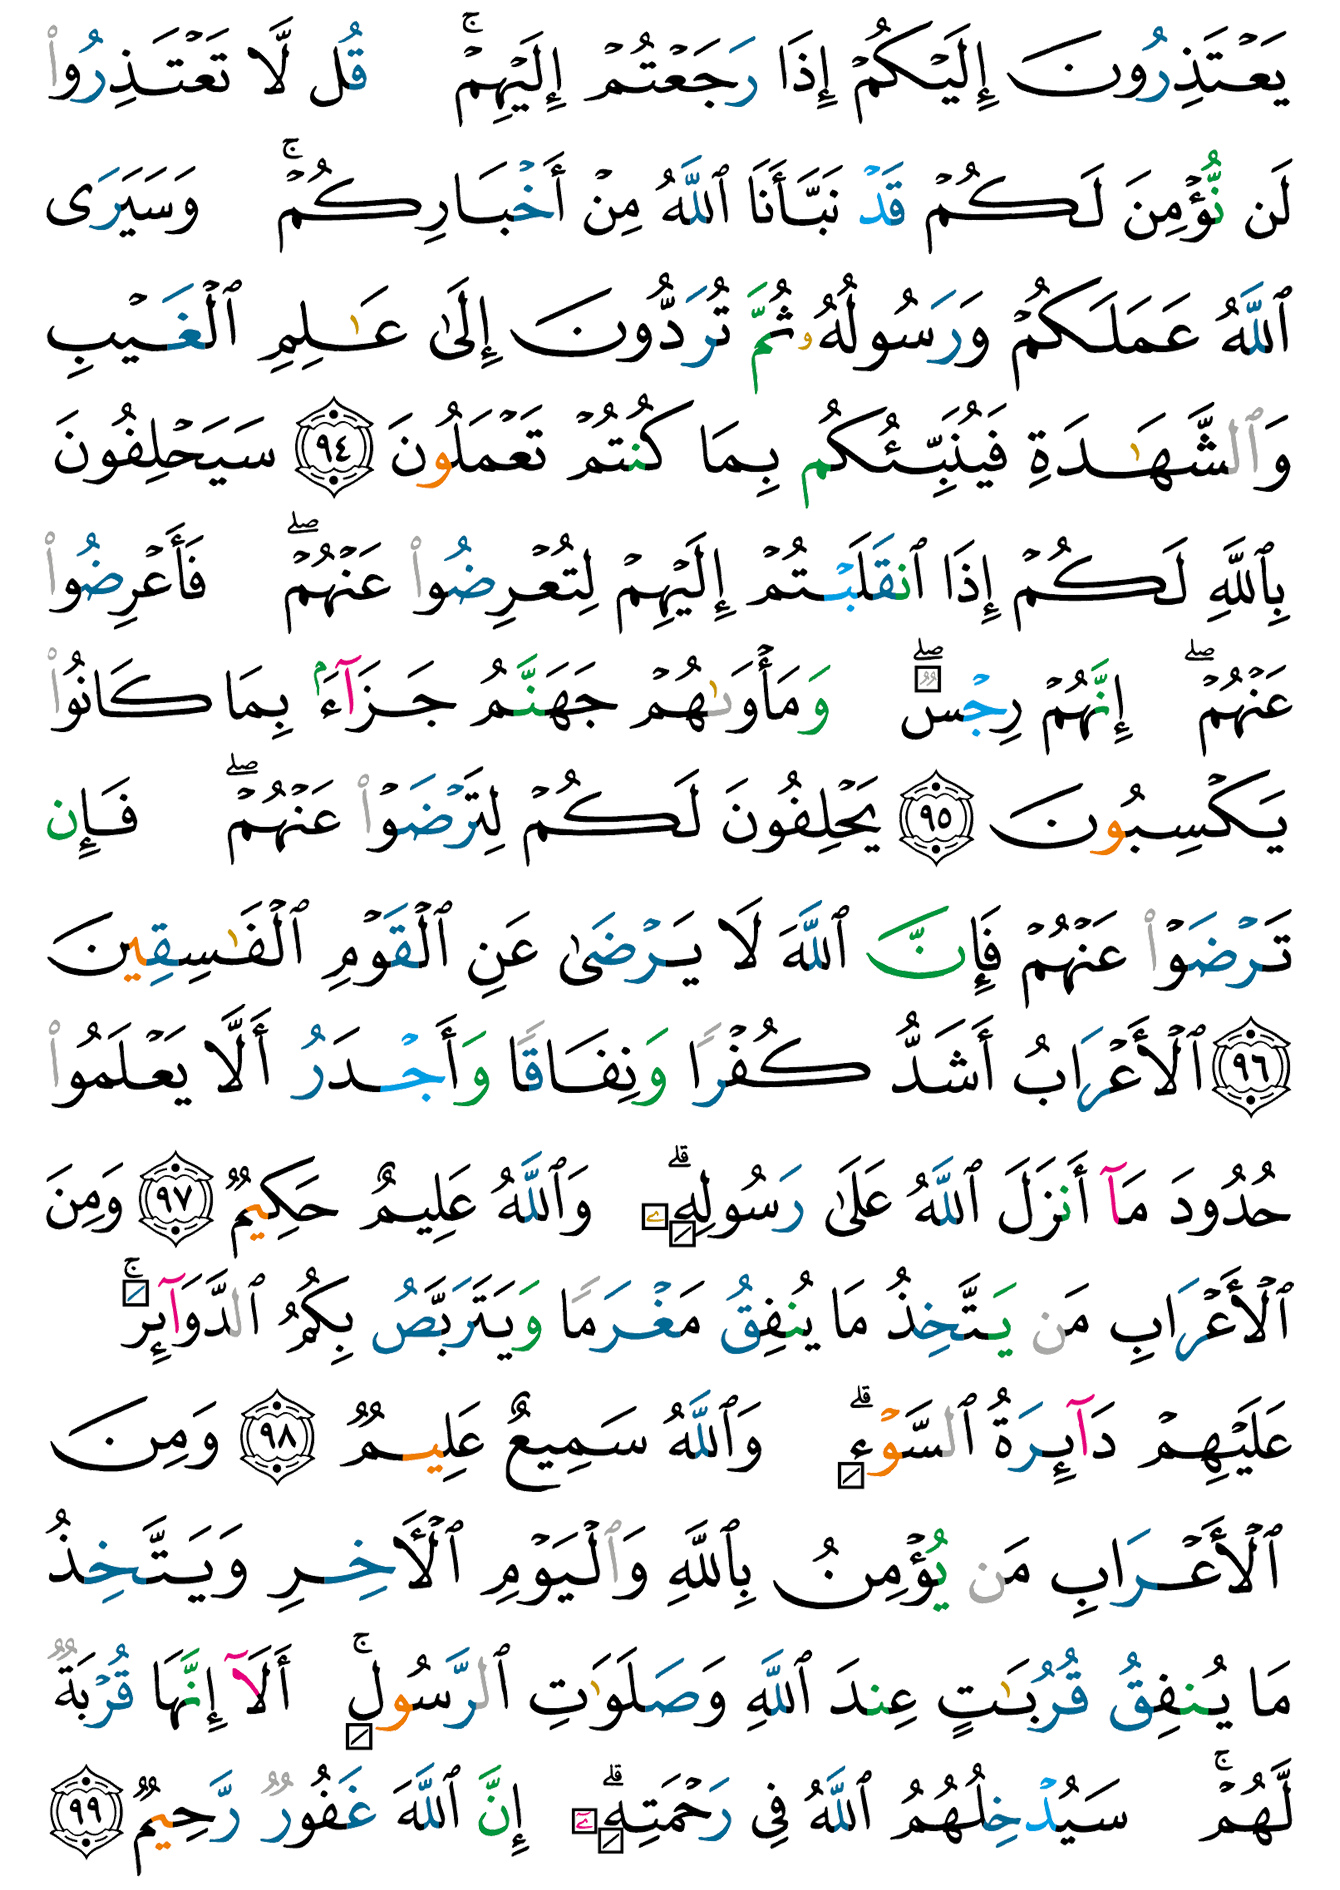 يَعۡتَذِرُونَ إِلَيۡكُمۡ إِذَا رَجَعۡتُمۡ إِلَيۡهِمۡۚ قُل لَّا تَعۡتَذِرُواْ
لَن نُّؤۡمِنَ لَكُمۡ قَدۡ نَبَّأَنَا ٱللَّهُ مِنۡ أَخۡبَارِكُمۡۚ وَسَيَرَى
ٱللَّهُ عَمَلَكُمۡ وَرَسُولُهُۥ ثُمَّ تُرَدُّونَ إِلَىٰ عَـٰلِمِ ٱلۡغَيۡبِ
وَٱلشَّهَـٰدَةِ فَيُنَبِّئُكُم بِمَا كُنتُمۡ تَعۡمَلُونَ ٩٤ سَيَحۡلِفُونَ
بِٱللَّهِ لَكُمۡ إِذَا ٱنقَلَبۡتُمۡ إِلَيۡهِمۡ لِتُعۡرِضُواْ عَنۡهُمۡۖ فَأَعۡرِضُواْ
عَنۡهُمۡۖ إِنَّهُمۡ رِجۡسٌۖ وَمَأۡوَىٰهُمۡ جَهَنَّمُ جَزَآءَۢ بِمَا كَانُواْ
يَكۡسِبُونَ ٩٥ يَحۡلِفُونَ لَكُمۡ لِتَرۡضَوۡاْ عَنۡهُمۡۖ فَإِن
تَرۡضَوۡاْ عَنۡهُمۡ فَإِنَّ ٱللَّهَ لَا يَرۡضَىٰ عَنِ ٱلۡقَوۡمِ ٱلۡفَـٰسِقِينَ
٩٦ ٱلۡأَعۡرَابُ أَشَدُّ كُفۡرًا وَنِفَاقًا وَأَجۡدَرُ أَلَّا يَعۡلَمُواْ
حُدُودَ مَآ أَنزَلَ ٱللَّهُ عَلَىٰ رَسُولِهِۦۗ وَٱللَّهُ عَلِيمٌ حَكِيمٌ ٩٧ وَمِنَ
ٱلۡأَعۡرَابِ مَن يَتَّخِذُ مَا يُنفِقُ مَغۡرَمًا وَيَتَرَبَّصُ بِكُمُ ٱلدَّوَآئِرَۚ
عَلَيۡهِمۡ دَآئِرَةُ ٱلسَّوۡءِۗ وَٱللَّهُ سَمِيعٌ عَلِيمٌ ٩٨ وَمِنَ
ٱلۡأَعۡرَابِ مَن يُؤۡمِنُ بِٱللَّهِ وَٱلۡيَوۡمِ ٱلۡأَخِرِ وَيَتَّخِذُ
مَا يُنفِقُ قُرُبَـٰتٍ عِندَ ٱللَّهِ وَصَلَوَٰتِ ٱلرَّسُولِۚ أَلَآ إِنَّهَا قُرۡبَةٌ
لَّهُمۡۚ سَيُدۡخِلُهُمُ ٱللَّهُ فِى رَحۡمَتِهِۦٓۗ إِنَّ ٱللَّهَ غَفُورٌ رَّحِيمٌ ٩٩